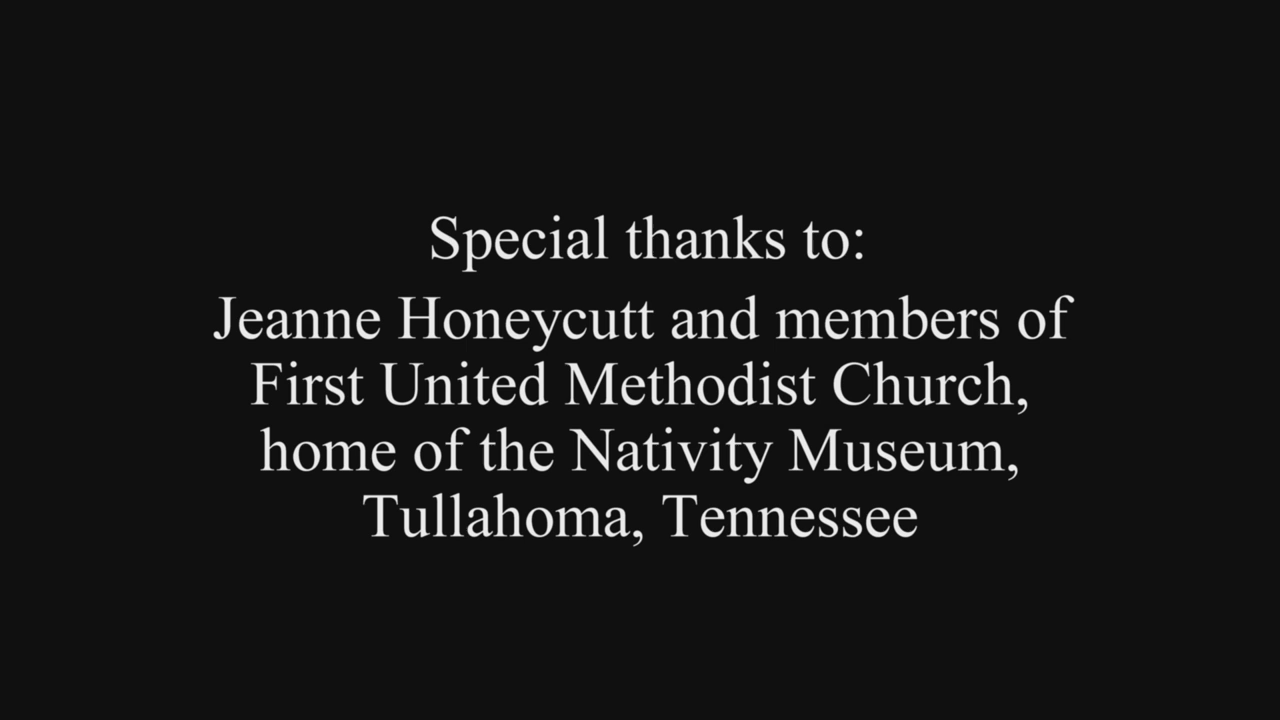 Special thanks to:
Jeanne Honeycutt and members of
First United Methodist Church,
home of the Nativity Museum,
Tullahoma, Tennessee